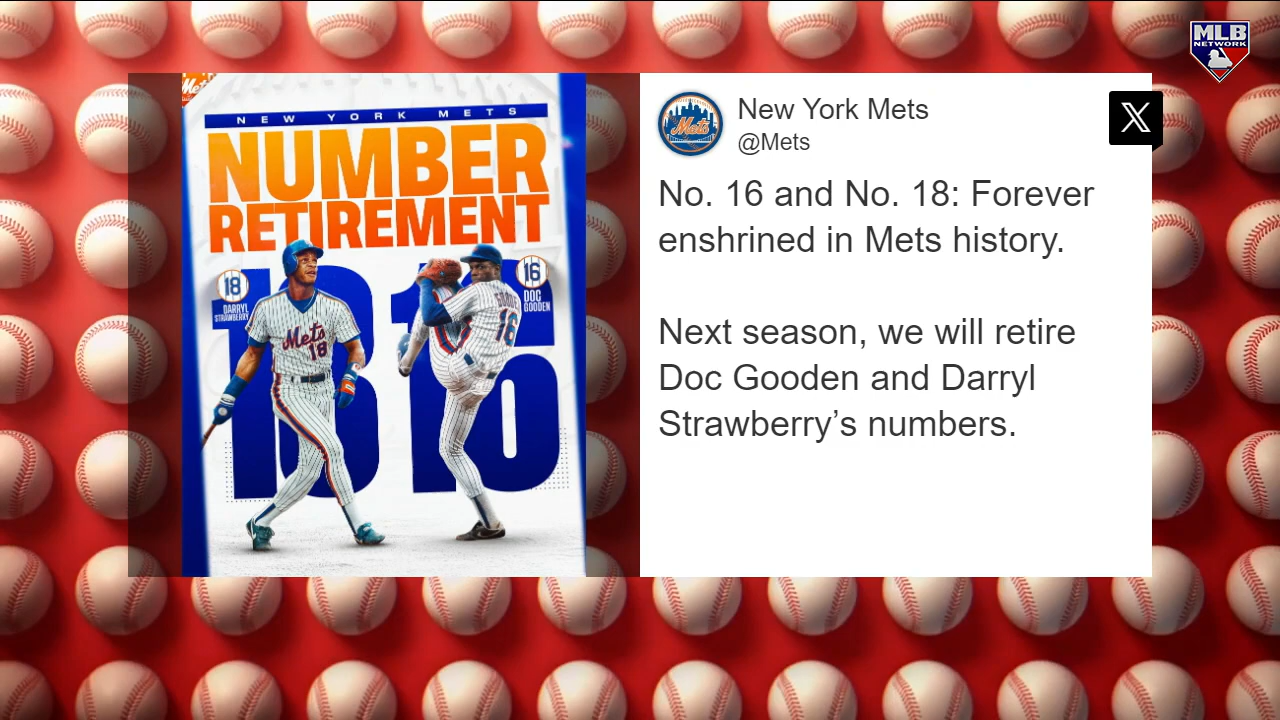 MLB
NETWORK
Mets
NEW YORK METS
NUMBER
RETIREMENT
18
DARRYL
STRAWBERRY
16
DOC
GOODEN
Mets
18
16
New York Mets
@Mets
No. 16 and No. 18: Forever
enshrined in Mets history.
Next season, we will retire
Doc Gooden and Darryl
Strawberry’s numbers.